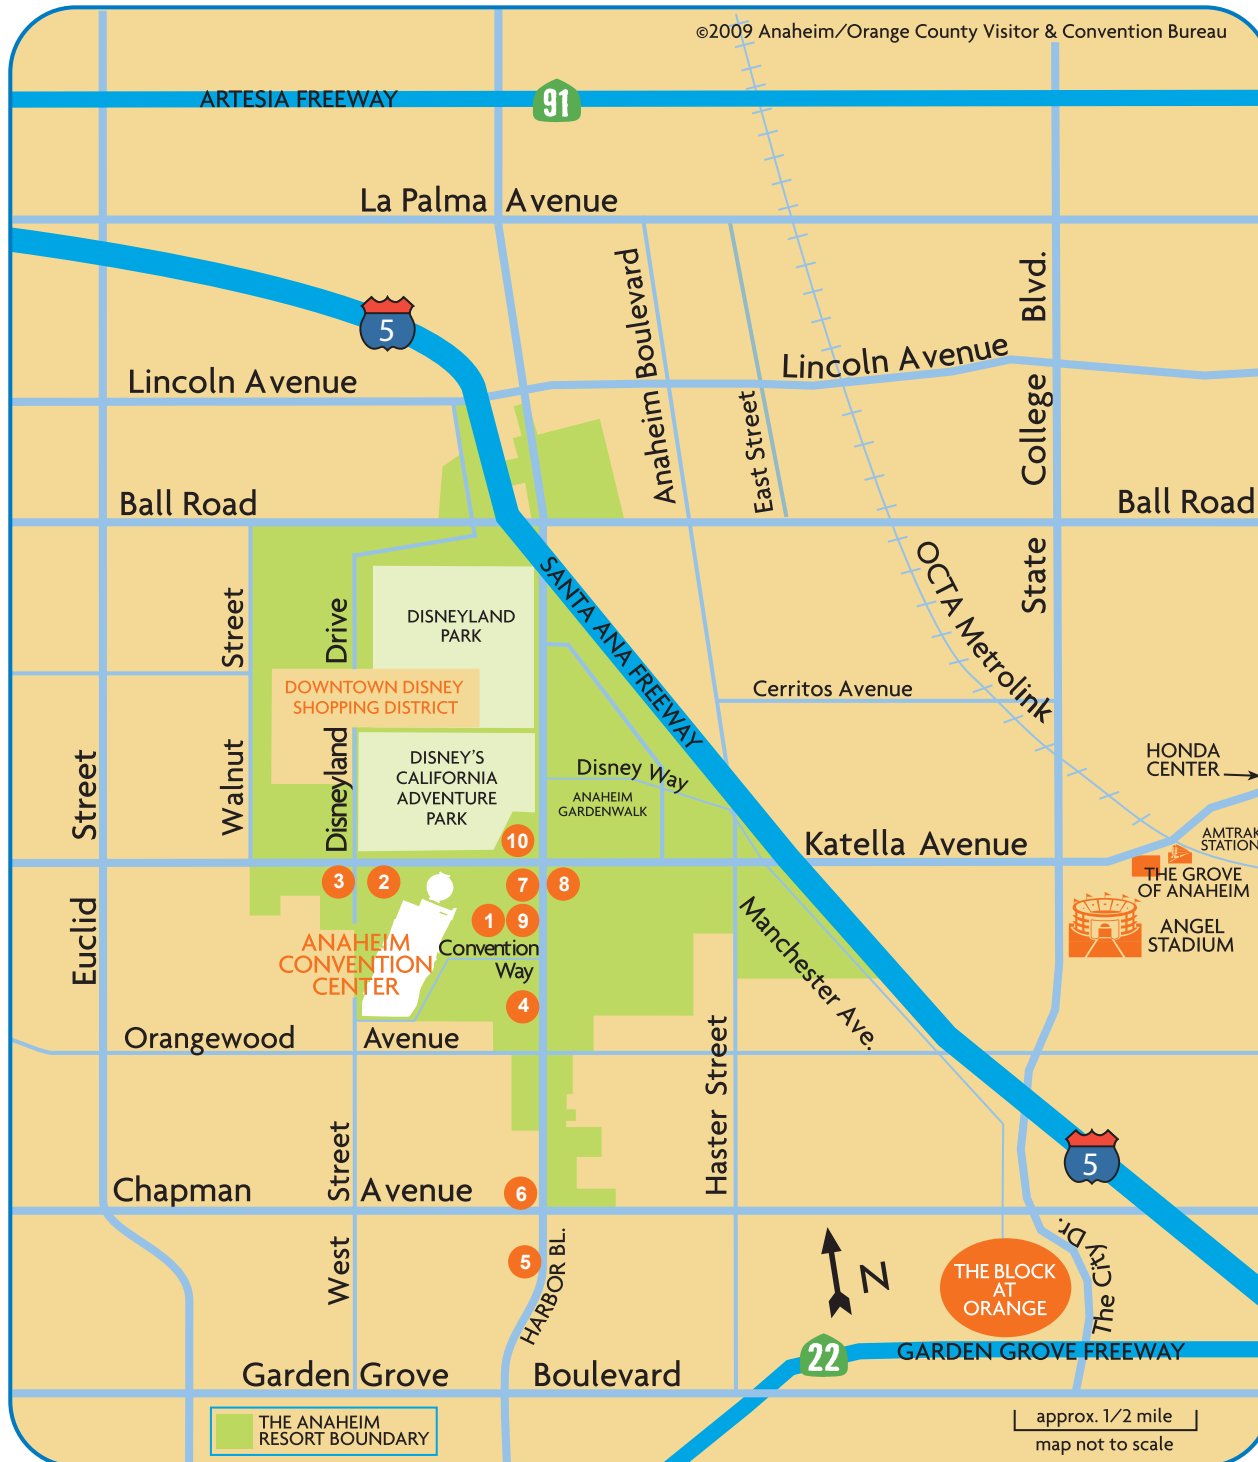 ©2009 Anaheim/Orange County Visitor & Convention Bureau
ARTESIA FREEWAY
91
La Palma Avenue
5
Anaheim Boulevard
East Street
Lincoln Avenue
Lincoln Avenue
State College Blvd.
Ball Road
Ball Road
SANTA ANA FREEWAY
OCTA Metrolink
Walnut Street
Disneyland Drive
DISNEYLAND
PARK
DOWNTOWN DISNEY
SHOPPING DISTRICT
Cerritos Avenue
DISNEY'S
CALIFORNIA
ADVENTURE
PARK
Disney Way
ANAHEIM
GARDENWALK
HONDA
CENTER
Euclid Street
10
Katella Avenue
AMTRAK
STATION
THE GROVE
OF ANAHEIM
ANGEL
STADIUM
3
2
7
8
1
9
ANAHEIM
CONVENTION
CENTER
Convention
Way
4
Manchester Ave.
Orangewood Avenue
Haster Street
West Street
5
Chapman Avenue
6
5
HARBOR BL.
N
The City Dr.
THE BLOCK
AT
ORANGE
22
GARDEN GROVE FREEWAY
Garden Grove Boulevard
THE ANAHEIM
RESORT BOUNDARY
approx. 1/2 mile
map not to scale